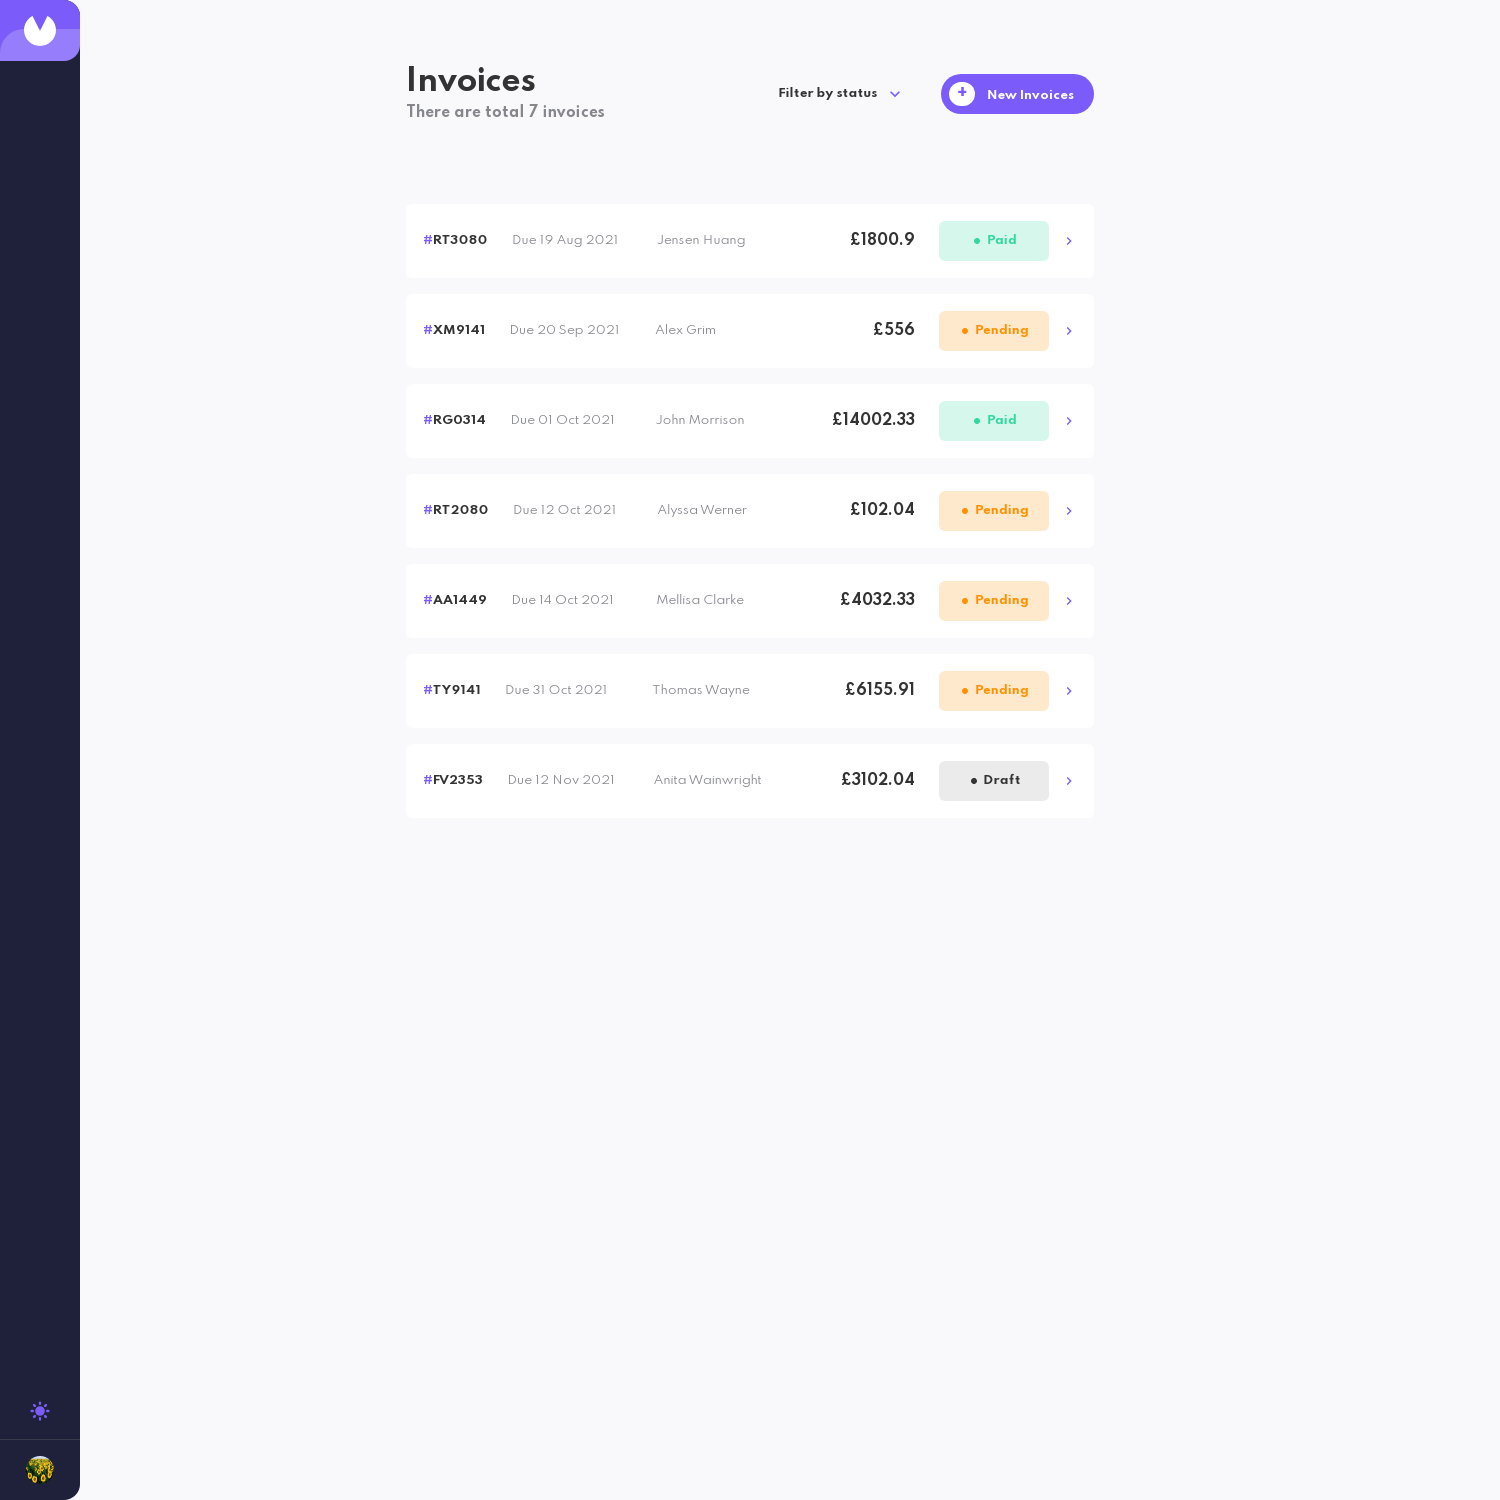 Invoices
There are total 7 invoices
Filter by status
+ New Invoices
#RT3080 Due 19 Aug 2021 Jensen Huang £1800.9 • Paid
#XM9141 Due 20 Sep 2021 Alex Grim £556 • Pending
#RG0314 Due 01 Oct 2021 John Morrison £14002.33 • Paid
#RT2080 Due 12 Oct 2021 Alyssa Werner £102.04 • Pending
#AA1449 Due 14 Oct 2021 Mellisa Clarke £4032.33 • Pending
#TY9141 Due 31 Oct 2021 Thomas Wayne £6155.91 • Pending
#FV2353 Due 12 Nov 2021 Anita Wainwright £3102.04 • Draft